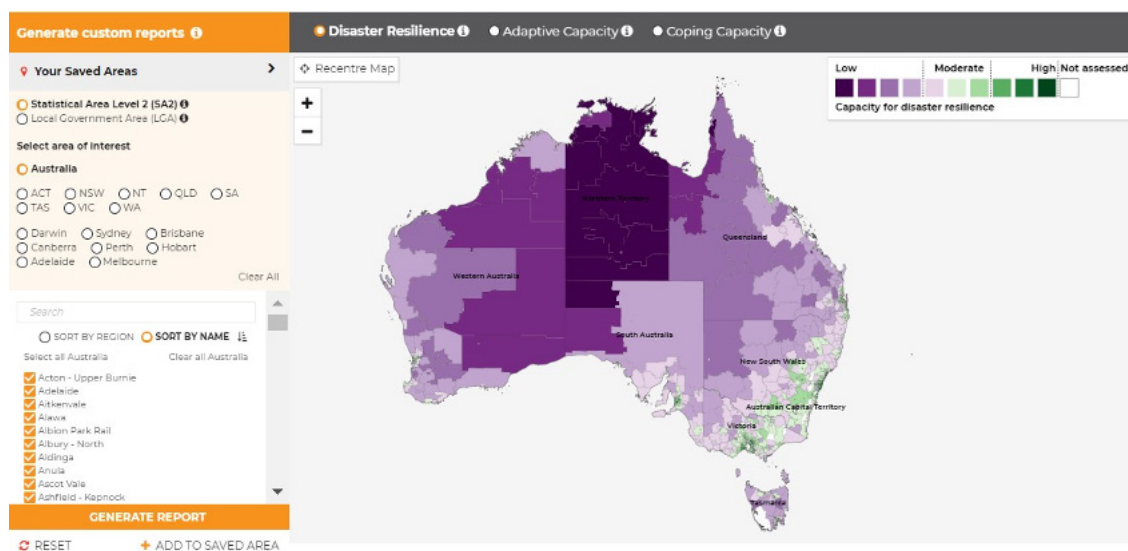 Generate custom reports
Disaster Resilience Adaptive Capacity Coping Capacity
Your Saved Areas
Statistical Area Level 2 (SA2)
Local Government Area (LGA)
Select area of interest
Australia
ACT NSW NT QLD SA
TAS VIC WA
Darwin Sydney Brisbane
Canberra Perth Hobart
Adelaide Melbourne
Clear All
Search
SORT BY REGION SORT BY NAME
Select all Australia Clear all Australia
Acton - Upper Burnie
Adelaide
Aitkenvale
Alawa
Albion Park Rail
Albury - North
Aldinga
Anula
Ascot Vale
Ashfield - Kepnock
GENERATE REPORT
RESET + ADD TO SAVED AREA
Recentre Map
+
−
Low Moderate High Not assessed
Capacity for disaster resilience
Northern Territory
Queensland
Western Australia
South Australia
New South Wales
Australian Capital Territory
Victoria
Tasmania